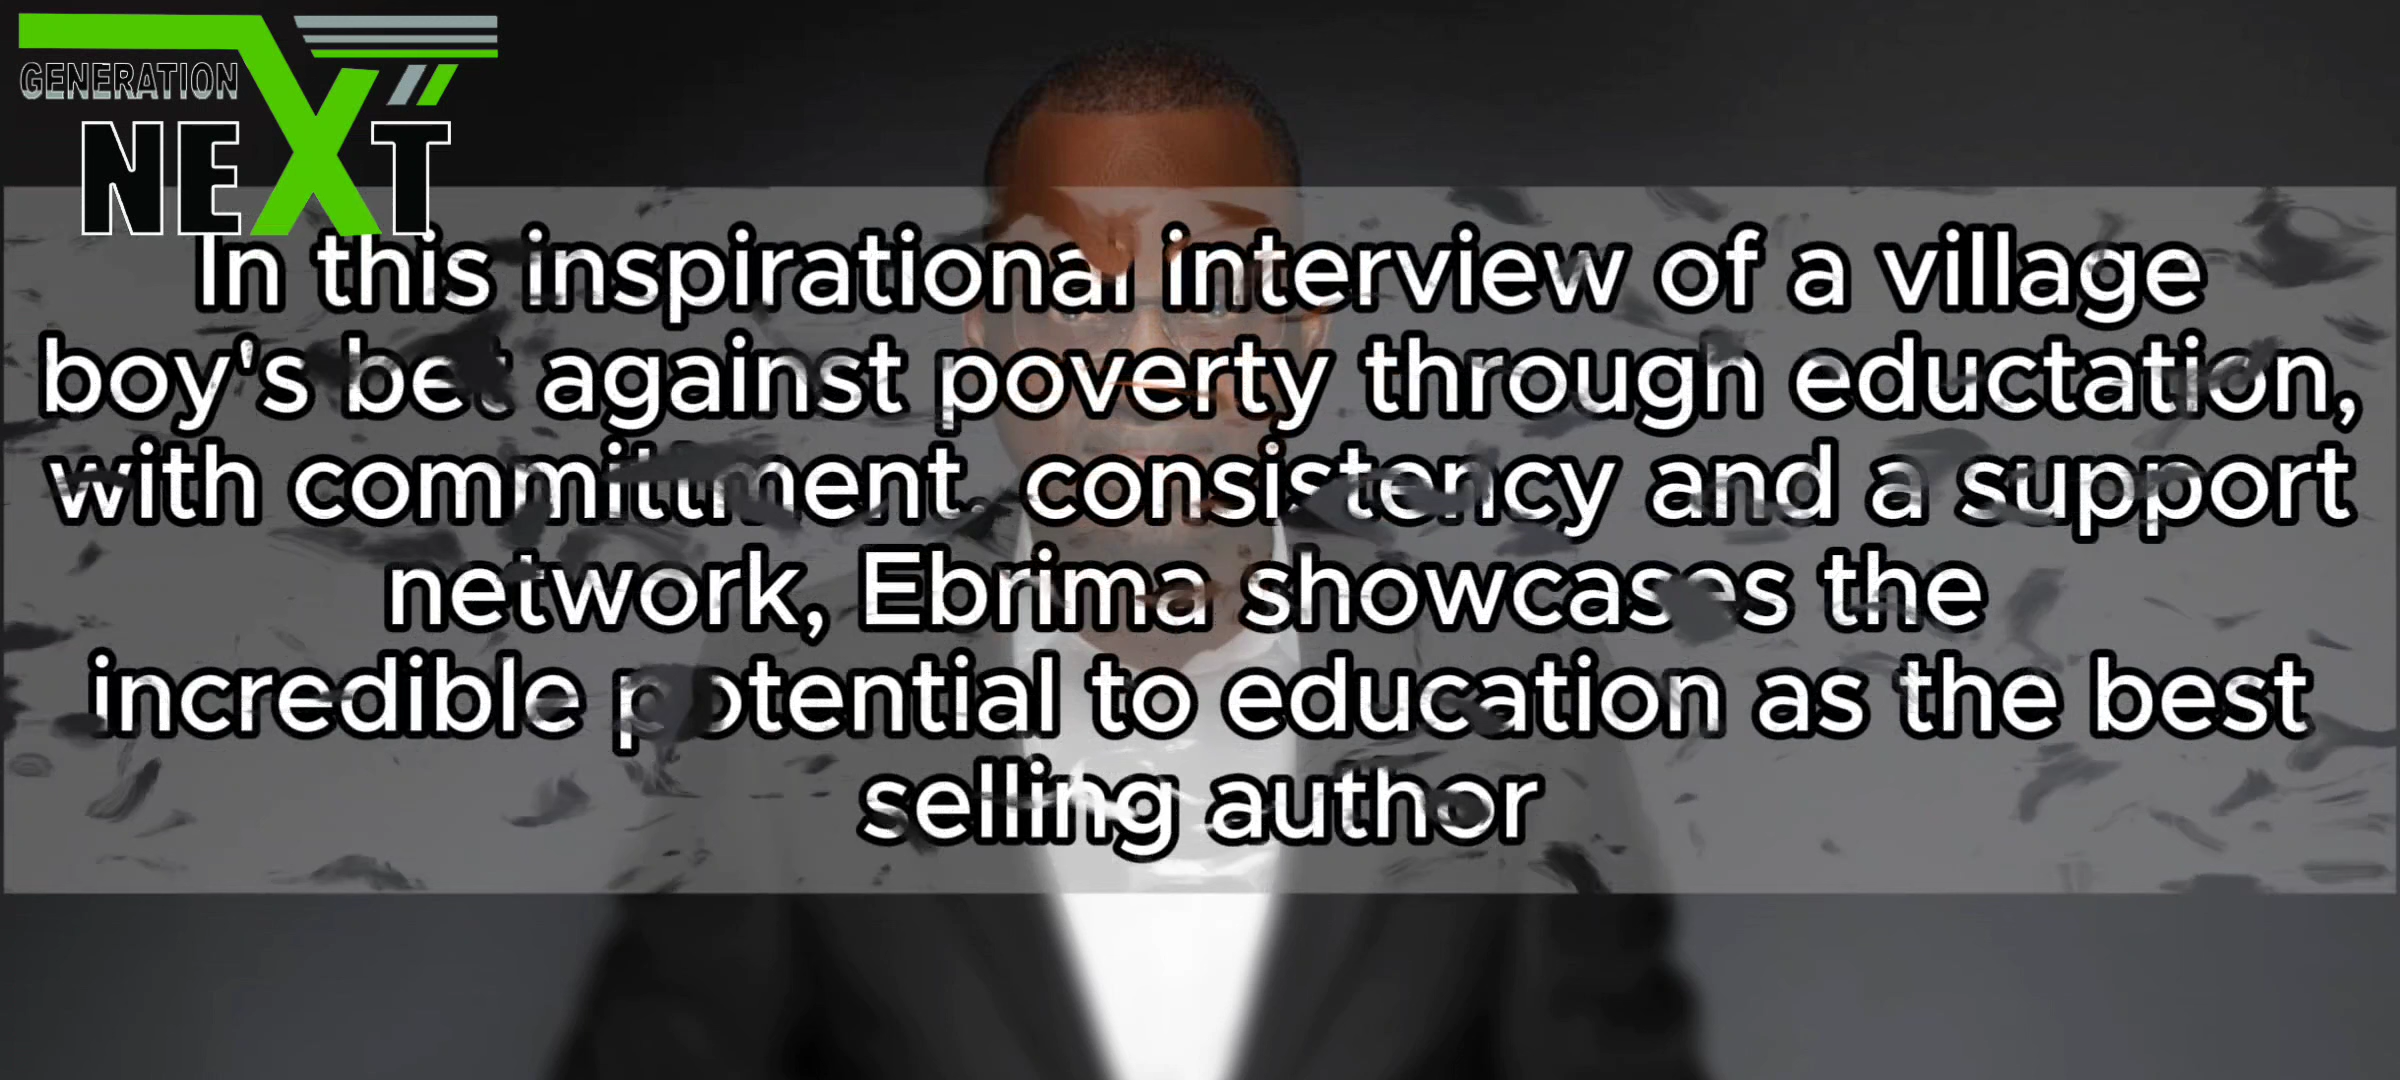 GENERATION
NEXT
In this inspirational interview of a village
boy's bet against poverty through eductation,
with committment, consistency and a support
network, Ebrima showcases the
incredible potential to education as the best
selling author